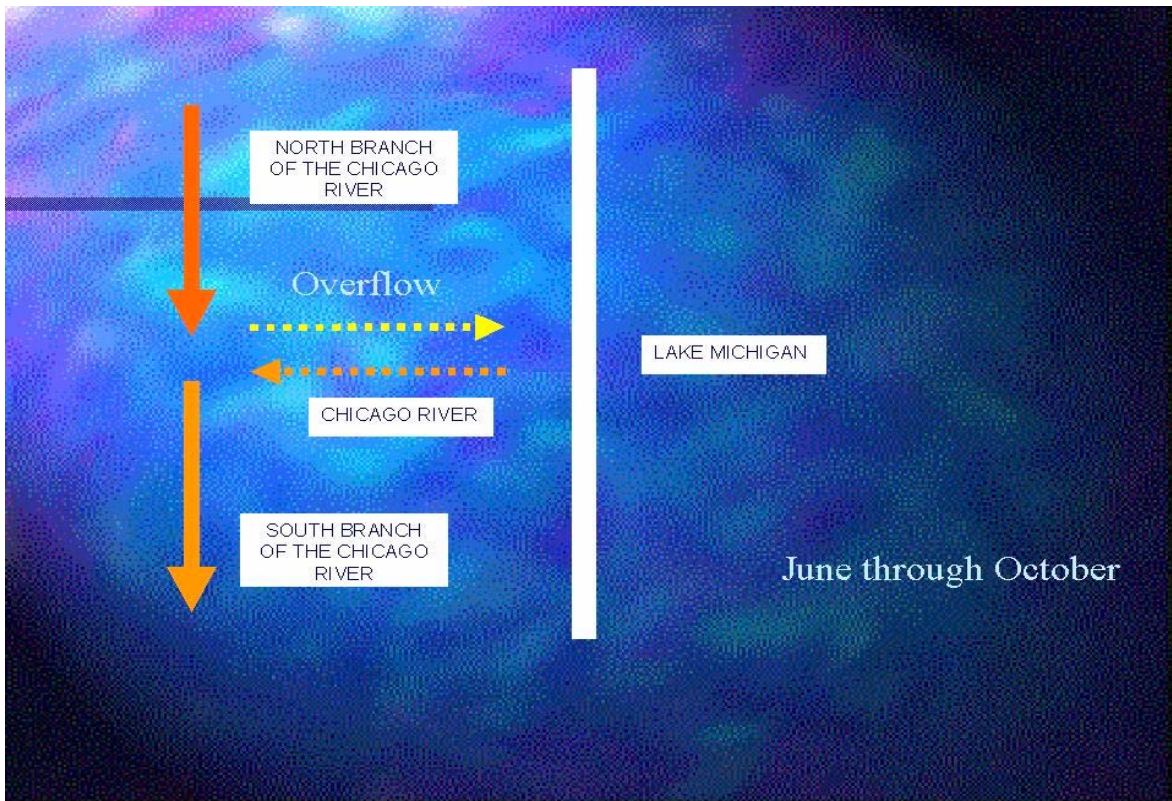 NORTH BRANCH
OF THE CHICAGO
RIVER
Overflow
LAKE MICHIGAN
CHICAGO RIVER
SOUTH BRANCH
OF THE CHICAGO
RIVER
June through October